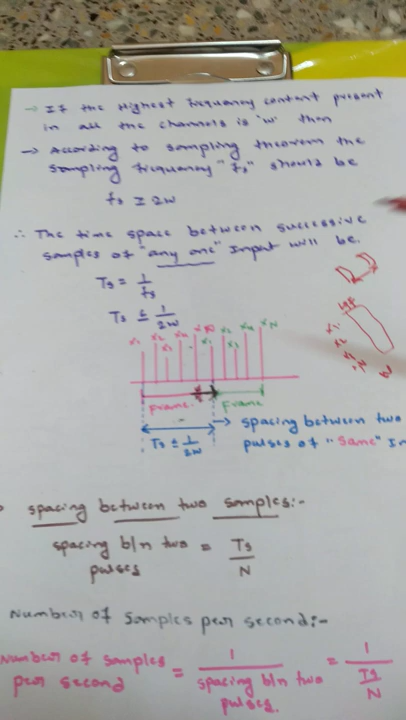 → If the Highest frequency content present
in all the channels is 'w' then
→ According to sampling theorem the
Sampling frequency "fs" should be
fs ≥ 2w
∴ The time space between successive
samples of "any one" Input will be.
Ts = 1/fs
Ts ≤ 1/2w
x1 x2 x3 x4 xN x1 x2 x3 x4 xN
Frame Frame
Ts ≤ 1/2w
→ spacing between two
pulses of "Same" In
spacing between two samples:-
spacing b/n two pulses = Ts/N
Number of Samples per second:-
Number of samples per second = 1/spacing b/n two pulses. = 1/Ts/N